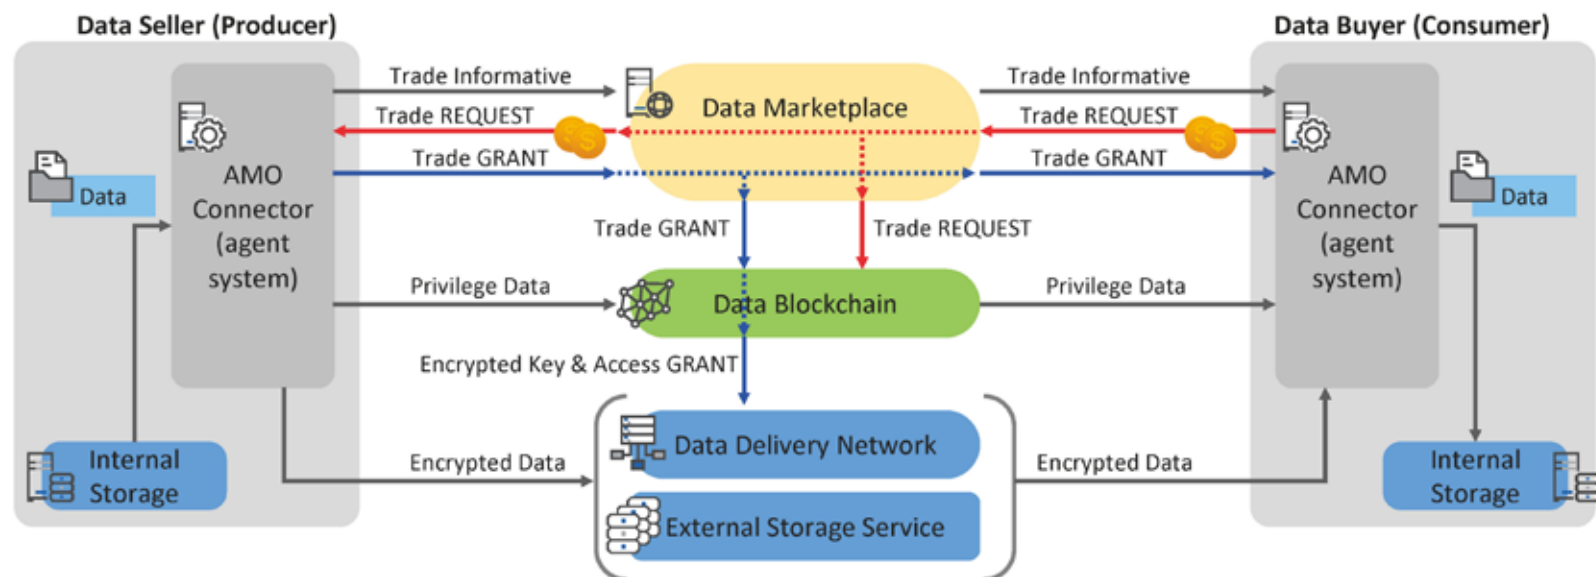 Data Seller (Producer)
Data Buyer (Consumer)
Trade Informative
Data Marketplace
Trade Informative
Trade REQUEST
Trade REQUEST
Trade GRANT
Trade GRANT
AMO
Connector
(agent
system)
Data
AMO
Connector
(agent
system)
Data
Trade GRANT
Trade REQUEST
Privilege Data
Data Blockchain
Privilege Data
Encrypted Key & Access GRANT
Internal
Storage
Encrypted Data
Data Delivery Network
Encrypted Data
Internal
Storage
External Storage Service